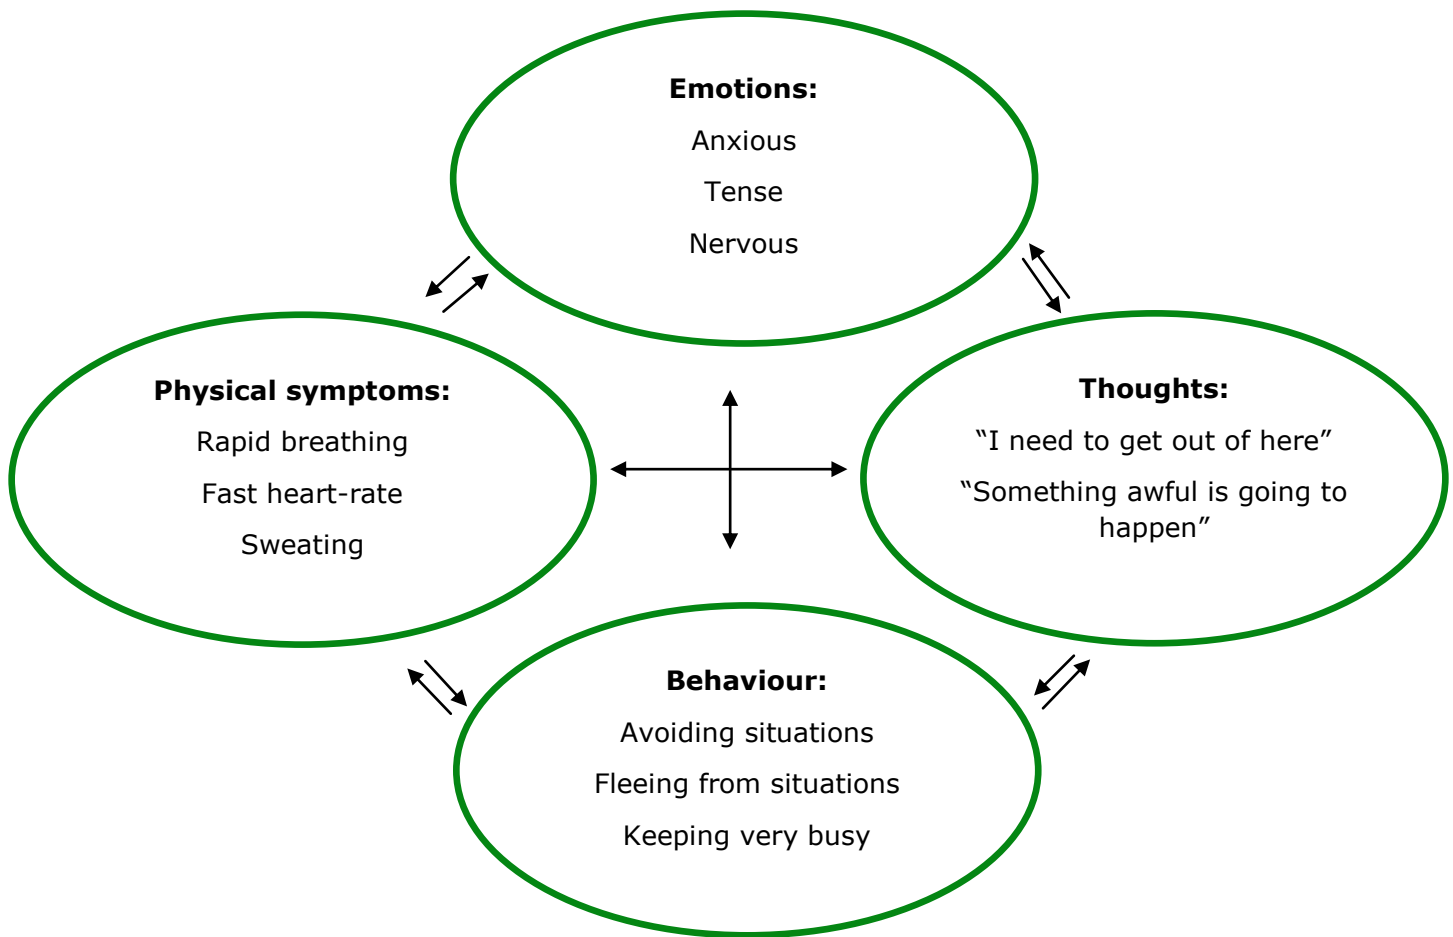 Emotions:
Anxious
Tense
Nervous
Physical symptoms:
Rapid breathing
Fast heart-rate
Sweating
Thoughts:
“I need to get out of here”
“Something awful is going to
happen”
Behaviour:
Avoiding situations
Fleeing from situations
Keeping very busy